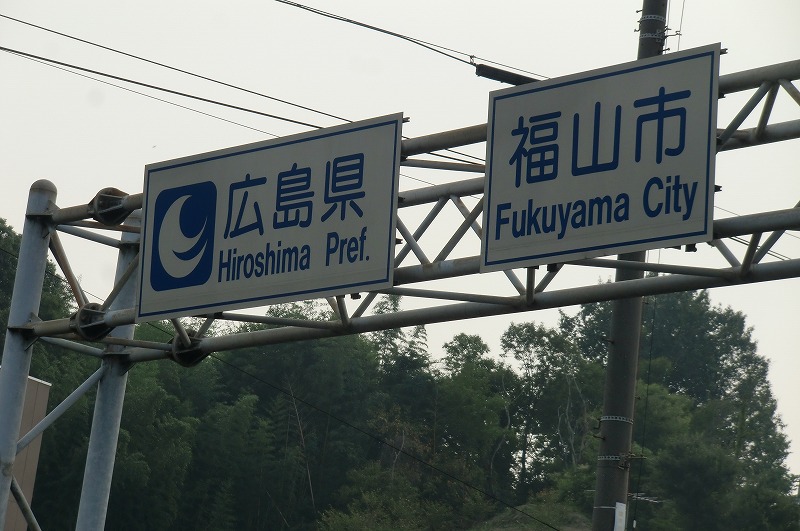 広島県
Hiroshima Pref.
福山市
Fukuyama City